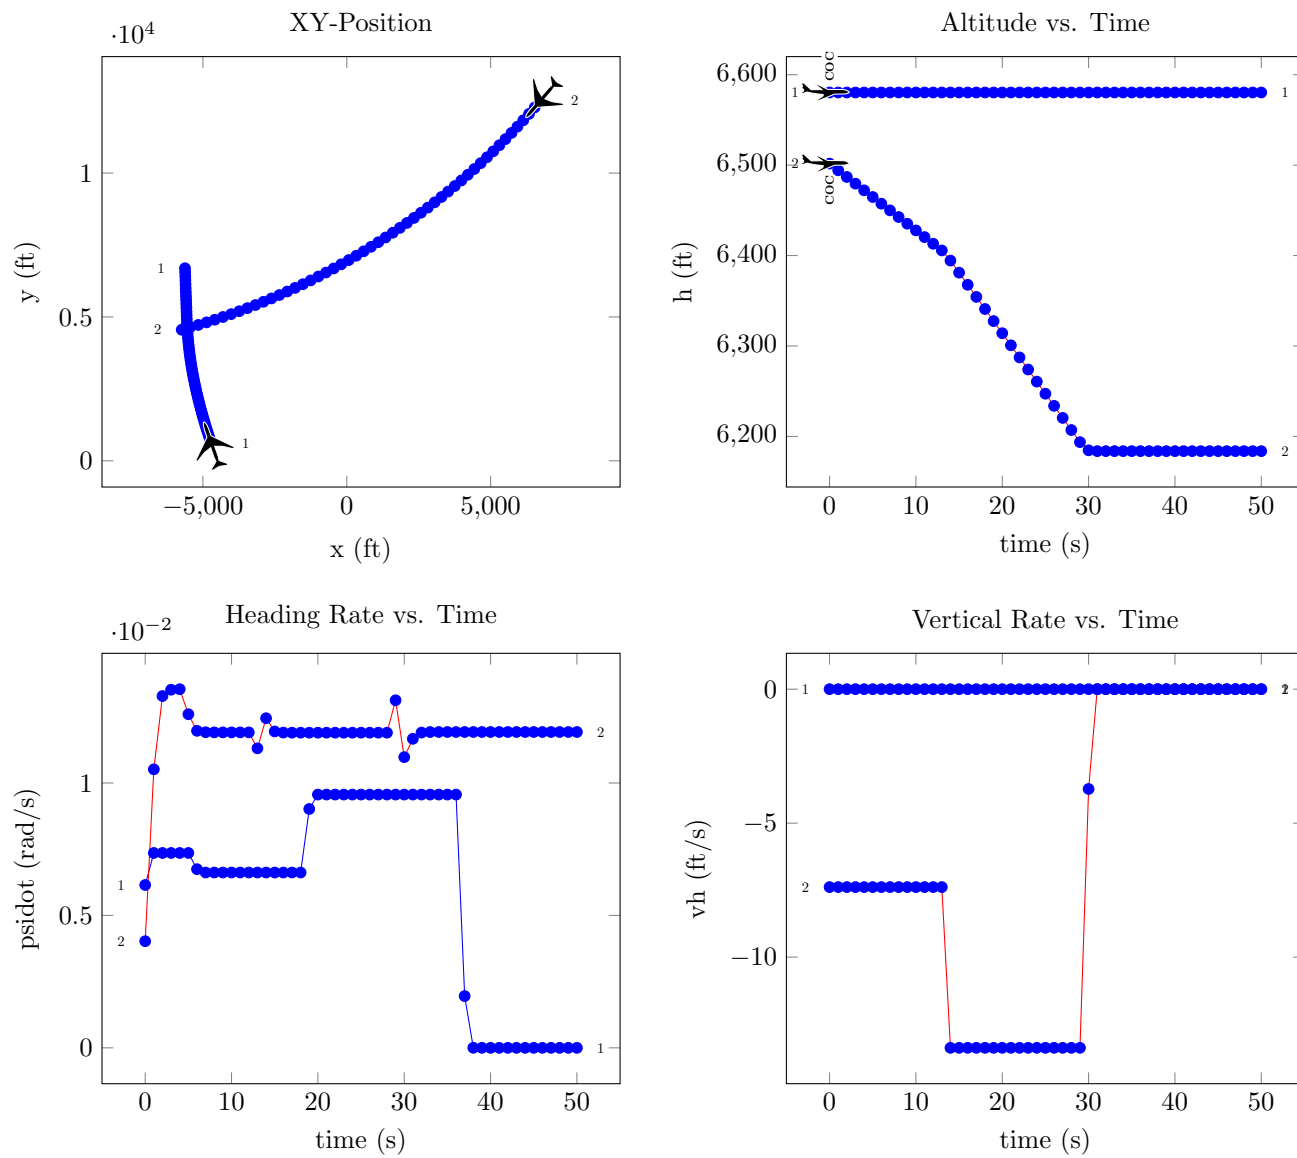 XY-Position
·10⁴
1
0.5
0
y (ft)
2
1
2
1
−5,000 0 5,000
x (ft)
Altitude vs. Time
6,600
6,500
6,400
6,300
6,200
h (ft)
COC
1 1
2
COC
2
0 10 20 30 40 50
time (s)
Heading Rate vs. Time
·10⁻²
1
0.5
0
psidot (rad/s)
2
1
2
1
0 10 20 30 40 50
time (s)
Vertical Rate vs. Time
0
−5
−10
vh (ft/s)
1
2
0 10 20 30 40 50
time (s)